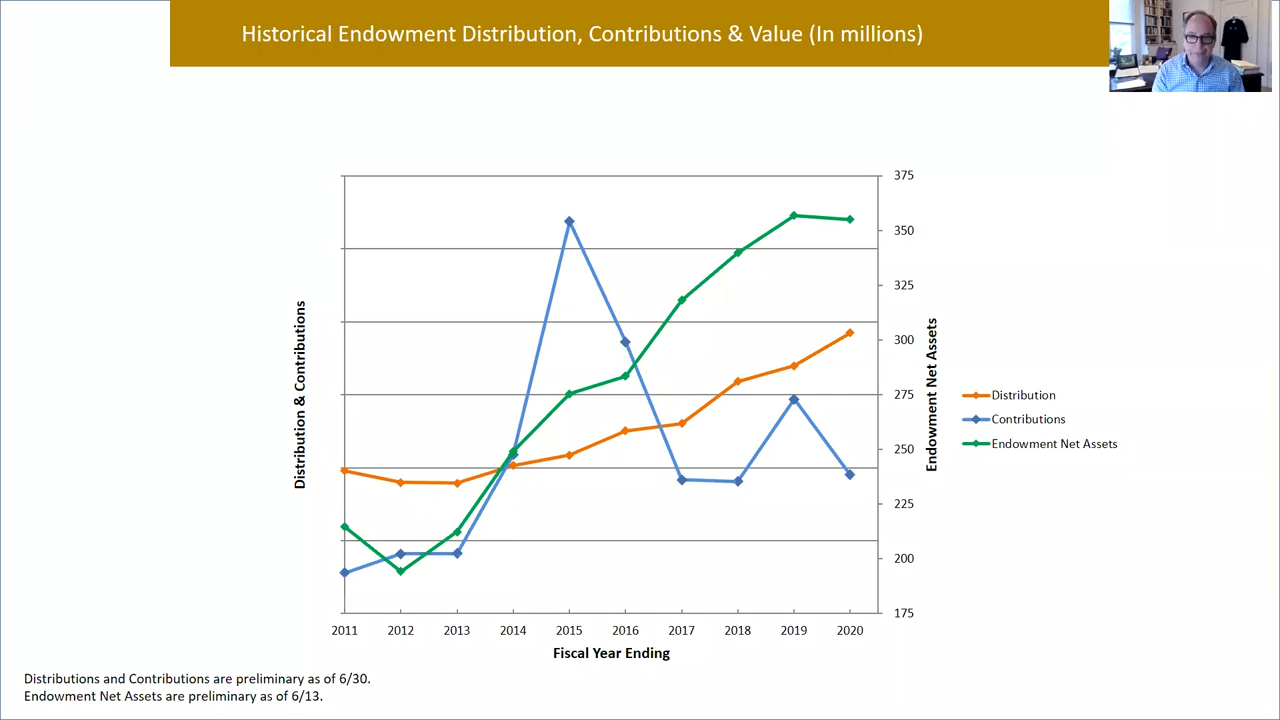 Historical Endowment Distribution, Contributions & Value (In millions)
375
350
325
300
275
250
225
200
175
Distribution & Contributions
Endowment Net Assets
Distribution
Contributions
Endowment Net Assets
2011 2012 2013 2014 2015 2016 2017 2018 2019 2020
Fiscal Year Ending
Distributions and Contributions are preliminary as of 6/30.
Endowment Net Assets are preliminary as of 6/13.